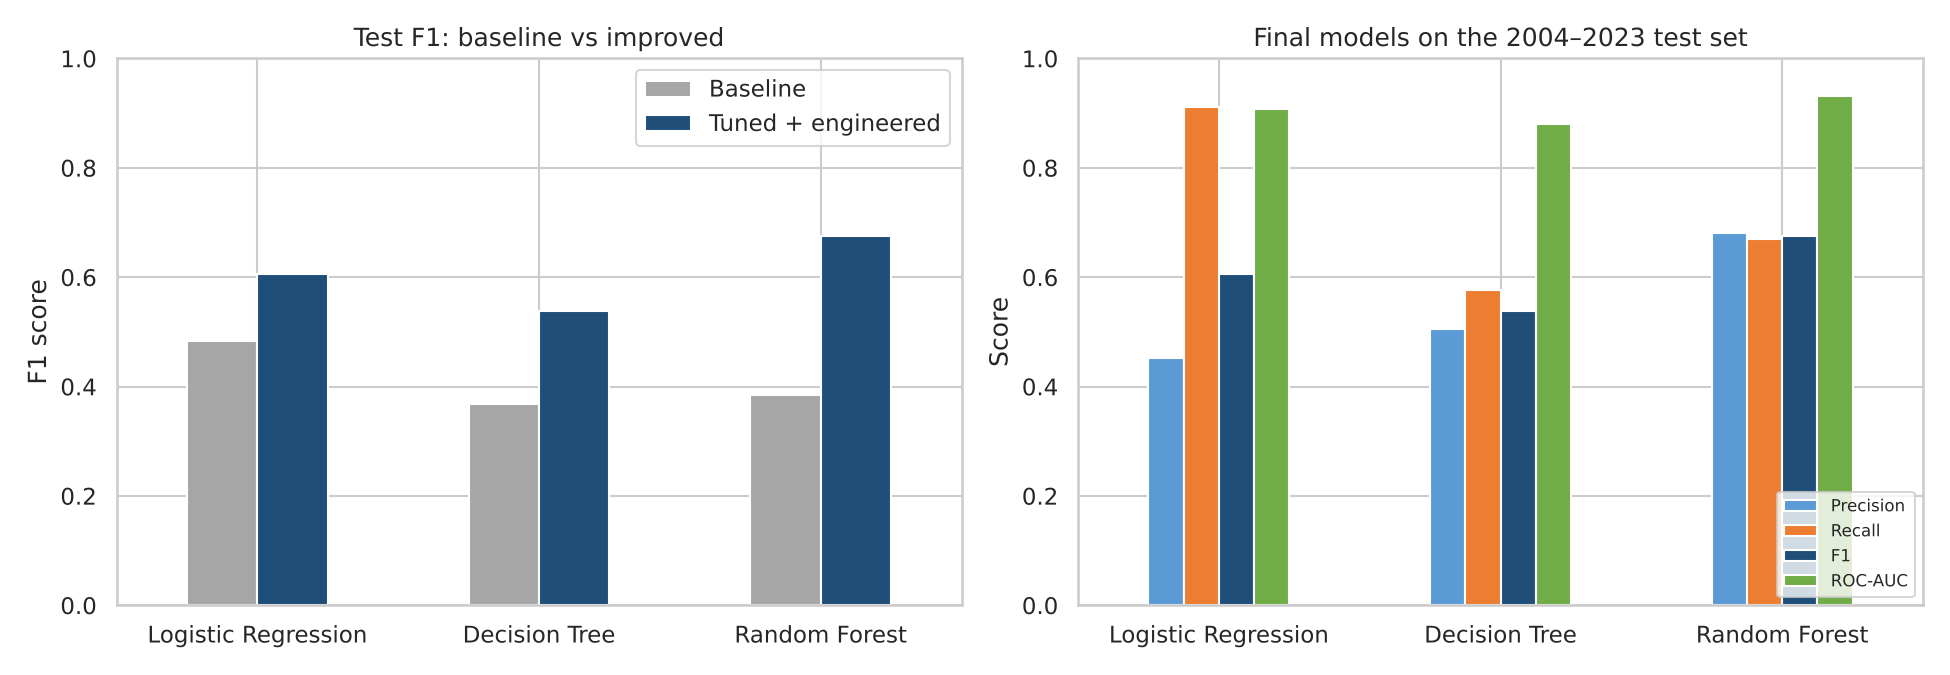 Test F1: baseline vs improved
1.0
0.8
0.6
0.4
0.2
0.0
F1 score
Baseline
Tuned + engineered
Logistic Regression
Decision Tree
Random Forest
Final models on the 2004–2023 test set
1.0
0.8
0.6
0.4
0.2
0.0
Score
Precision
Recall
F1
ROC-AUC
Logistic Regression
Decision Tree
Random Forest